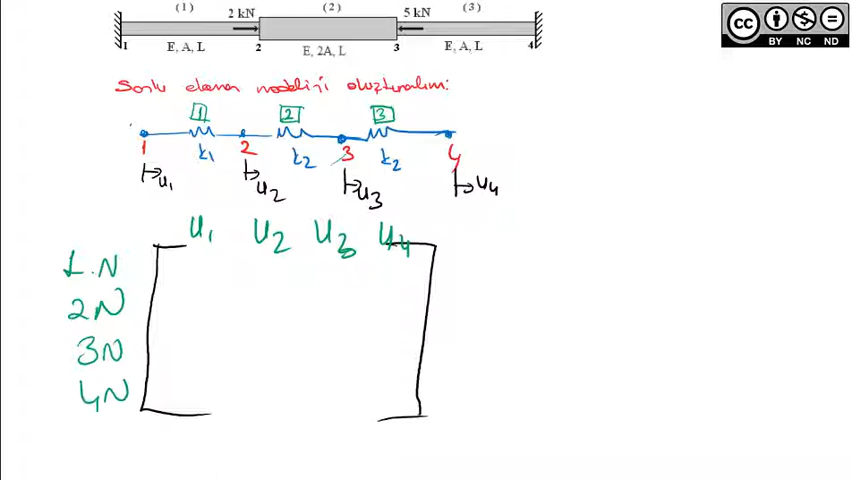 (1) (2) (3)
2 kN 5 kN
1 E, A, L 2 E, 2A, L 3 E, A, L 4
Sonlu eleman modelini oluşturalım:
1 2 3
1 k1 2 k2 3 k2 4
u1 u2 u3 u4
U1 U2 U3 U4
1.N
2N
3N
4N
CC
BY NC ND